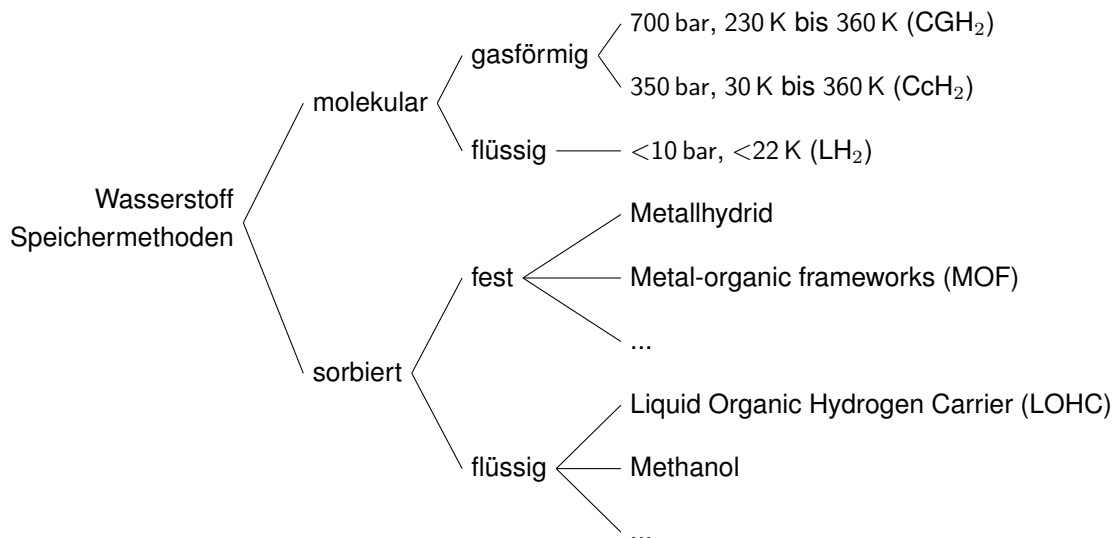 Wasserstoff
Speichermethoden
molekular
gasförmig
700 bar, 230 K bis 360 K (CGH₂)
350 bar, 30 K bis 360 K (CcH₂)
flüssig
<10 bar, <22 K (LH₂)
sorbiert
fest
Metallhydrid
Metal-organic frameworks (MOF)
...
flüssig
Liquid Organic Hydrogen Carrier (LOHC)
Methanol
...